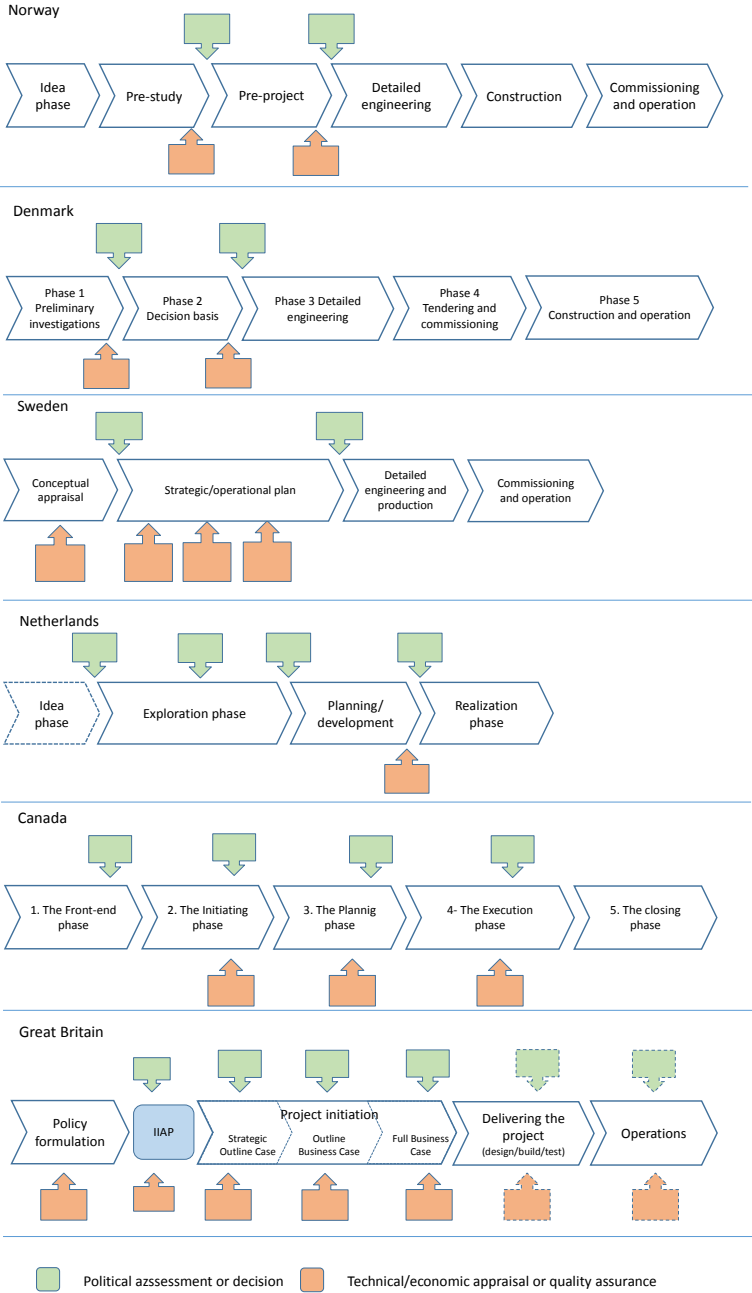 Norway
Idea
phase
Pre-study
Pre-project
Detailed
engineering
Construction
Commissioning
and operation
Denmark
Phase 1
Preliminary
investigations
Phase 2
Decision basis
Phase 3 Detailed
engineering
Phase 4
Tendering and
commissioning
Phase 5
Construction and operation
Sweden
Conceptual
appraisal
Strategic/operational plan
Detailed
engineering and
production
Commissioning
and operation
Netherlands
Idea
phase
Exploration phase
Planning/
development
Realization
phase
Canada
1. The Front-end
phase
2. The Initiating
phase
3. The Plannig
phase
4- The Execution
phase
5. The closing
phase
Great Britain
Policy
formulation
IIAP
Project initiation
Strategic
Outline Case
Outline
Business Case
Full Business
Case
Delivering the
project
(design/build/test)
Operations
Political azssessment or decision
Technical/economic appraisal or quality assurance